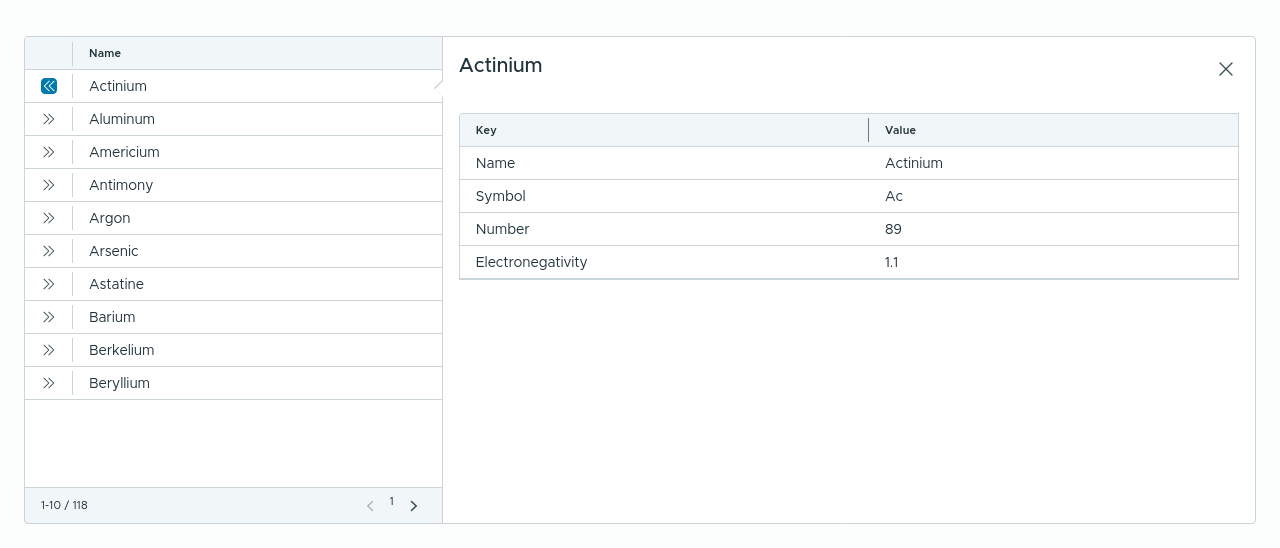 Name
Actinium
Aluminum
Americium
Antimony
Argon
Arsenic
Astatine
Barium
Berkelium
Beryllium
1-10 / 118
1
Actinium
Key Value
Name Actinium
Symbol Ac
Number 89
Electronegativity 1.1